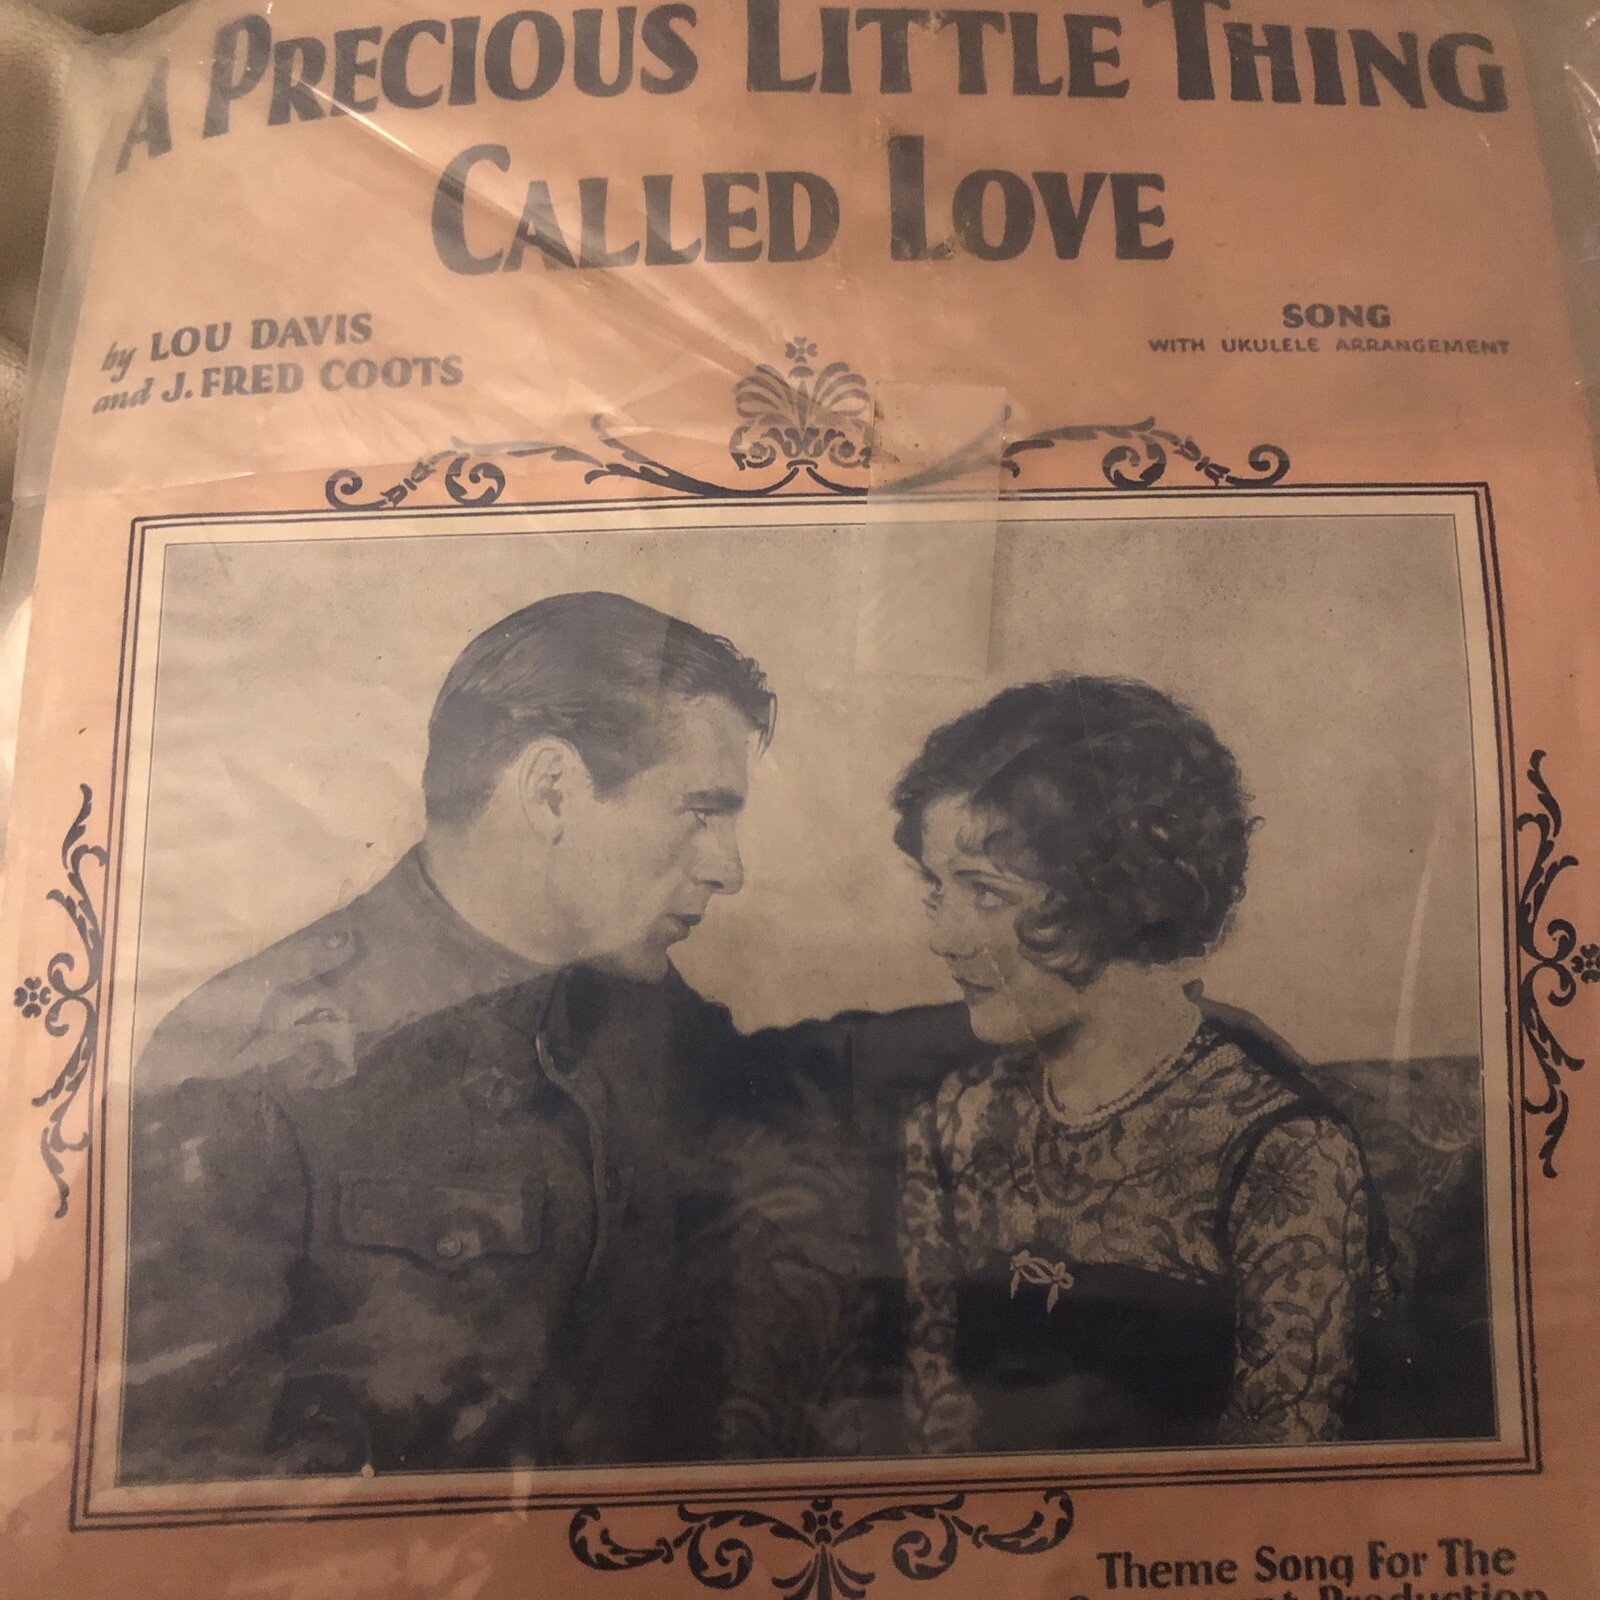 A PRECIOUS LITTLE THING
CALLED LOVE
by LOU DAVIS
and J. FRED COOTS
SONG
WITH UKULELE ARRANGEMENT
Theme Song For The
Production